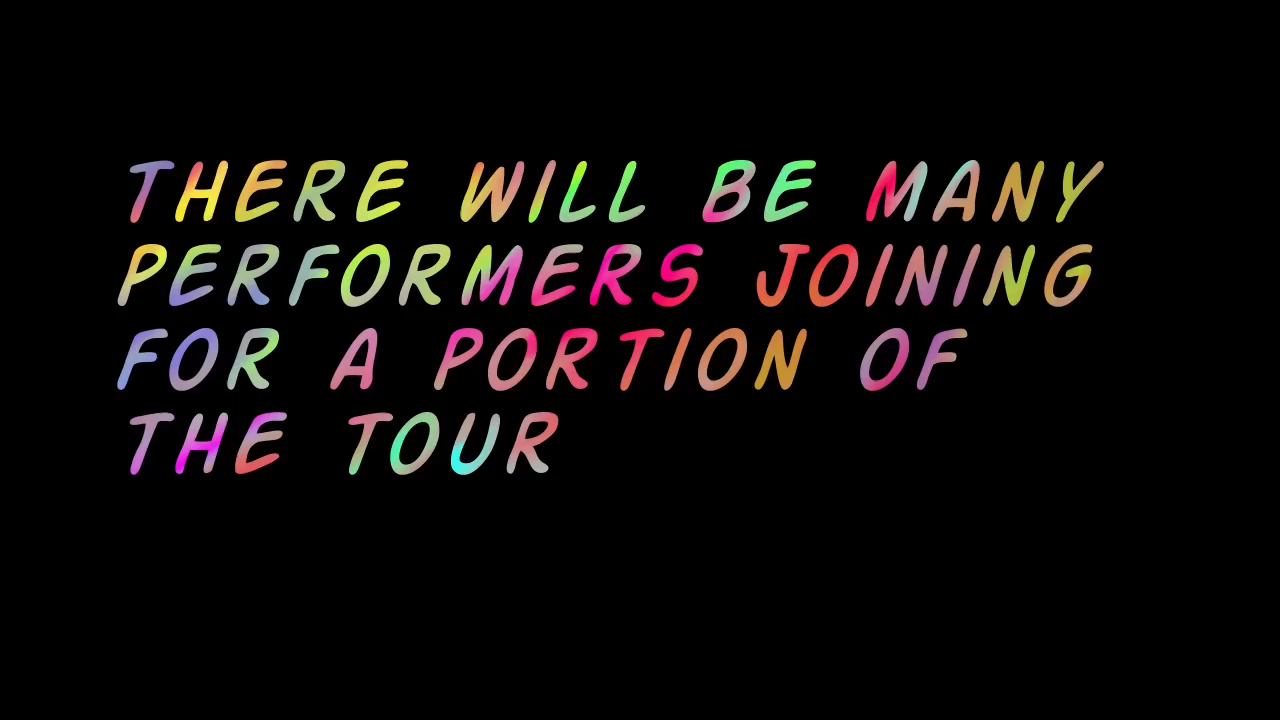 THERE WILL BE MANY
PERFORMERS JOINING
FOR A PORTION OF
THE TOUR